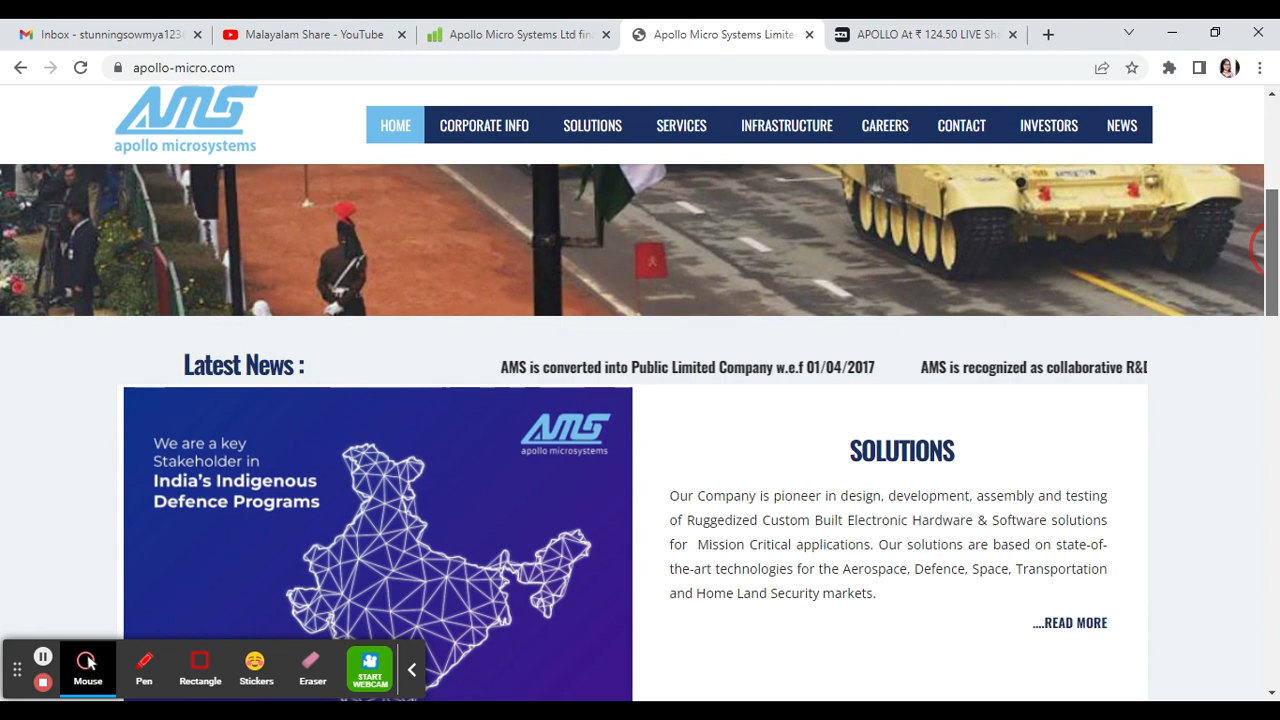 Inbox - stunningsowmya123
Malayalam Share - YouTube
Apollo Micro Systems Ltd fin
Apollo Micro Systems Limite
APOLLO At ₹ 124.50 LIVE Sha
apollo-micro.com
AMS
apollo microsystems
HOME CORPORATE INFO SOLUTIONS SERVICES INFRASTRUCTURE CAREERS CONTACT INVESTORS NEWS
Latest News :
AMS is converted into Public Limited Company w.e.f 01/04/2017 AMS is recognized as collaborative R&D
We are a key
Stakeholder in
India's Indigenous
Defence Programs
AMS
apollo microsystems
SOLUTIONS
Our Company is pioneer in design, development, assembly and testing
of Ruggedized Custom Built Electronic Hardware & Software solutions
for Mission Critical applications. Our solutions are based on state-of-
the-art technologies for the Aerospace, Defence, Space, Transportation
and Home Land Security markets.
....READ MORE
Mouse
Pen
Rectangle
Stickers
Eraser
START
WEBCAM